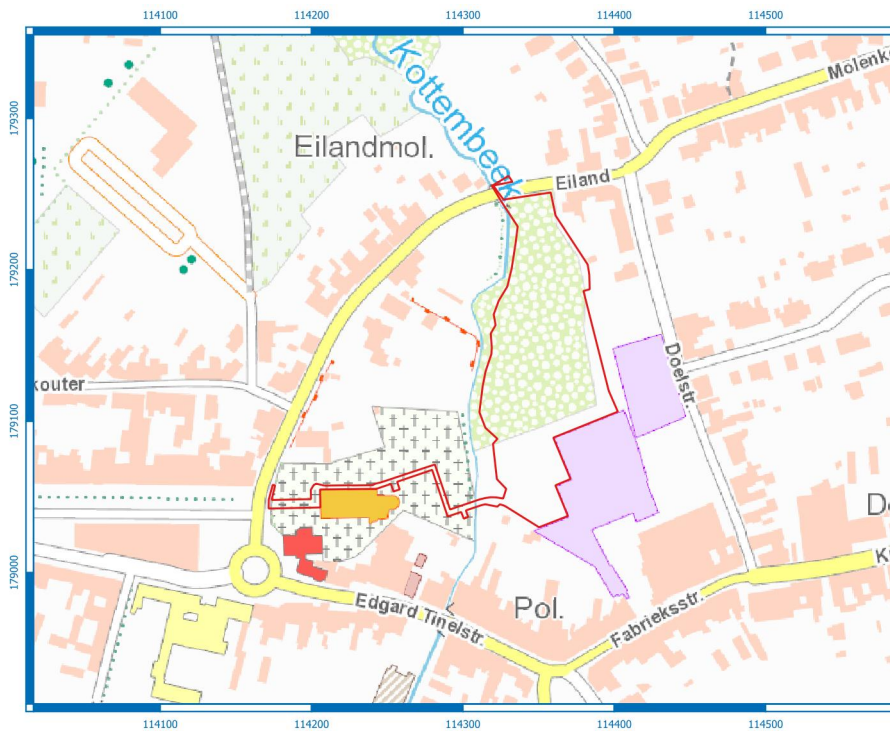 114100 114200 114300 114400 114500
179300
179200
179100
179000
Kottembeek
Molenk
Eilandmol.
Eiland
kouter
Doelstr.
De
K
Edgard Tinelstr.
Pol.
Fabrieksstr.
114100 114200 114300 114400 114500